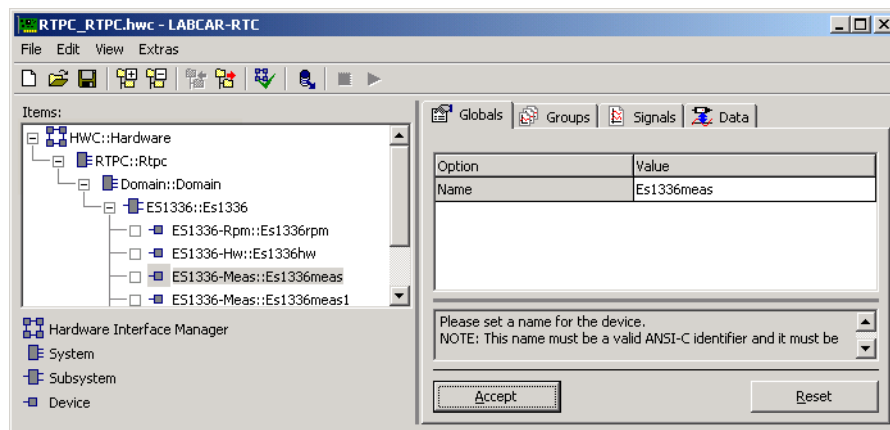 RTPC_RTPC.hwc - LABCAR-RTC
File Edit View Extras
Items:
HWC::Hardware
RTPC::Rtpc
Domain::Domain
ES1336::Es1336
ES1336-Rpm::Es1336rpm
ES1336-Hw::Es1336hw
ES1336-Meas::Es1336meas
ES1336-Meas::Es1336meas1
Hardware Interface Manager
System
Subsystem
Device
Globals Groups Signals Data
Option Value
Name Es1336meas
Please set a name for the device.
NOTE: This name must be a valid ANSI-C identifier and it must be
Accept Reset